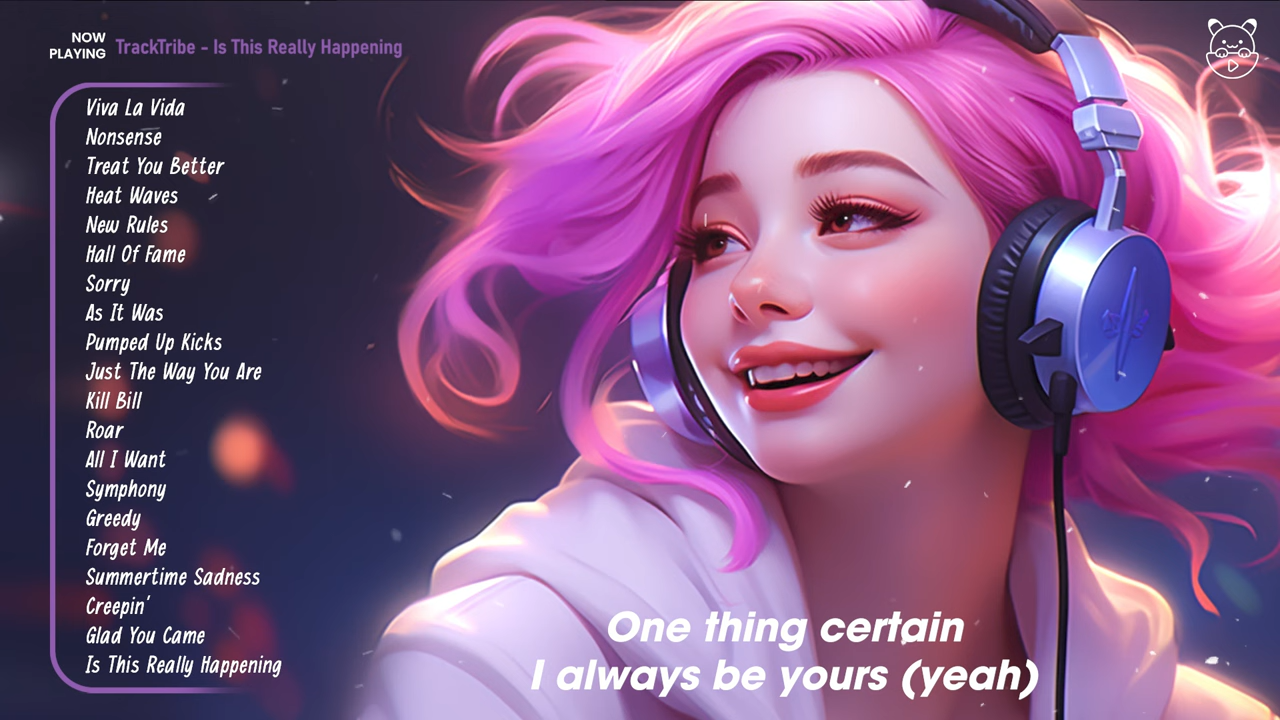 NOW
PLAYING
TrackTribe - Is This Really Happening
Viva La Vida
Nonsense
Treat You Better
Heat Waves
New Rules
Hall Of Fame
Sorry
As It Was
Pumped Up Kicks
Just The Way You Are
Kill Bill
Roar
All I Want
Symphony
Greedy
Forget Me
Summertime Sadness
Creepin'
Glad You Came
Is This Really Happening
One thing certain
I always be yours (yeah)